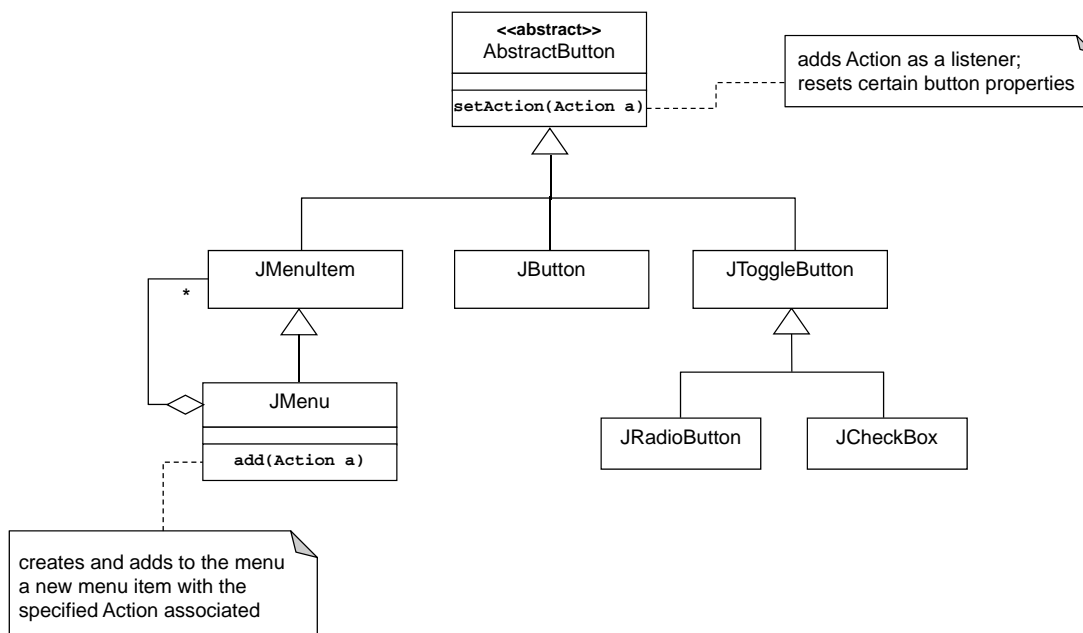 <<abstract>>
AbstractButton
setAction(Action a)
adds Action as a listener;
resets certain button properties
JMenuItem
JButton
JToggleButton
*
JMenu
add(Action a)
JRadioButton
JCheckBox
creates and adds to the menu
a new menu item with the
specified Action associated